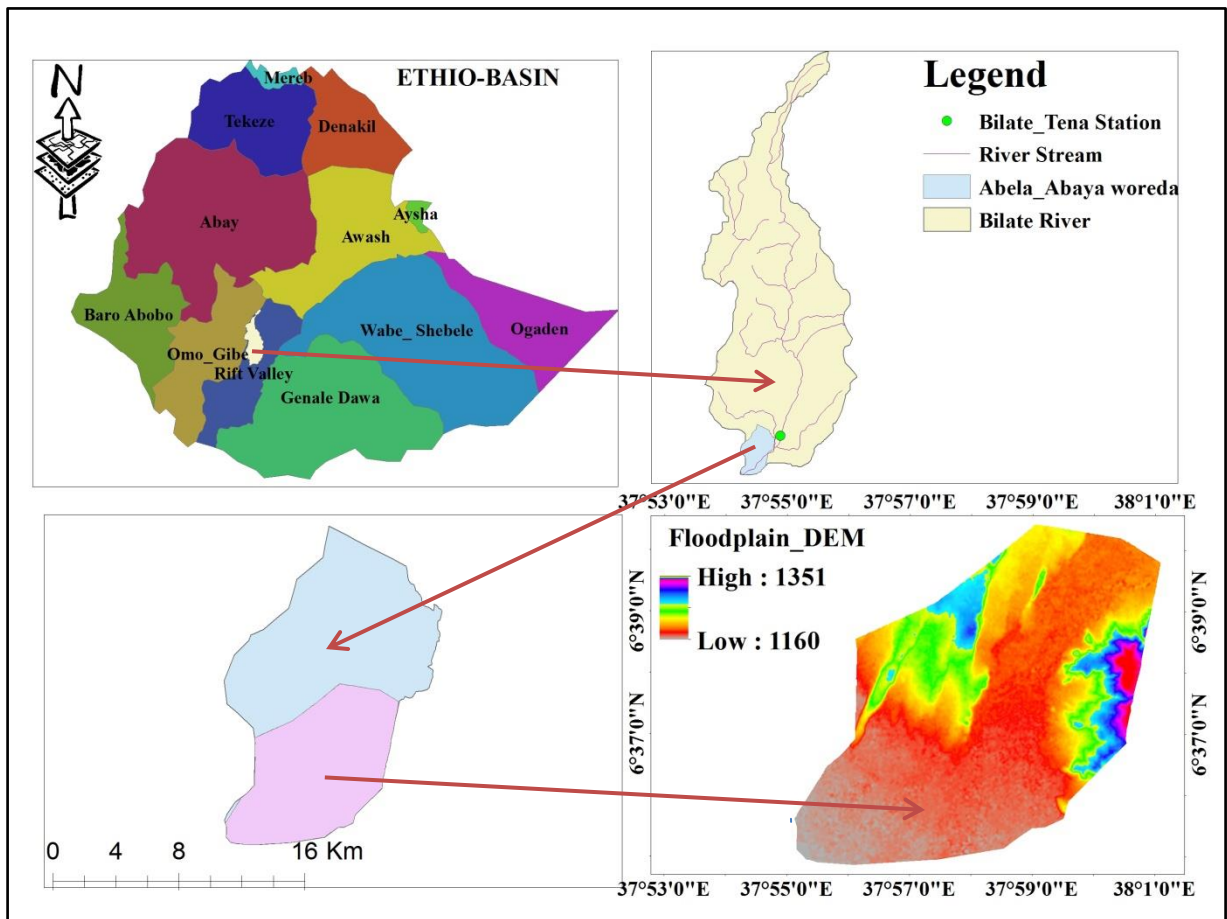 N
ETHIO-BASIN
Mereb
Tekeze
Denakil
Aysha
Abay
Awash
Baro Abobo
Wabe_ Shebele
Ogaden
Omo_Gibe
Rift Valley
Genale Dawa
Legend
Bilate_Tena Station
River Stream
Abela_Abaya woreda
Bilate River
0 4 8 16 Km
37°53'0"E 37°55'0"E 37°57'0"E 37°59'0"E 38°1'0"E
Floodplain_DEM
High : 1351
Low : 1160
6°39'0"N
6°37'0"N
6°39'0"N
6°37'0"N
37°53'0"E 37°55'0"E 37°57'0"E 37°59'0"E 38°1'0"E